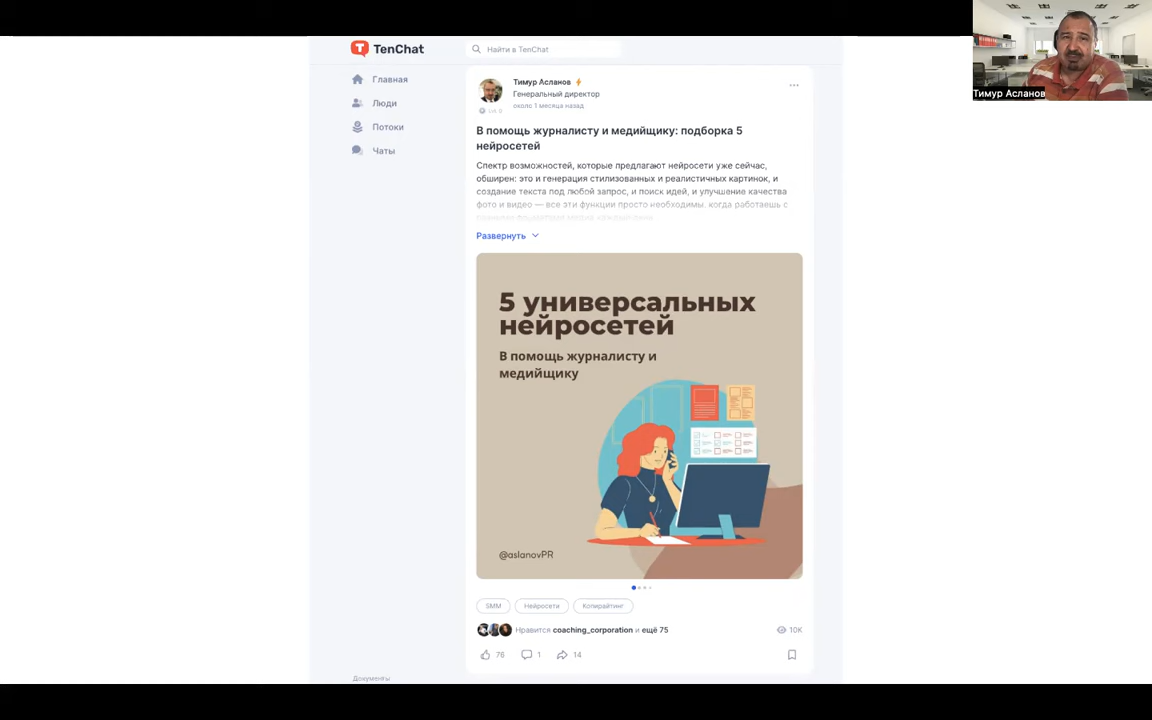 TenChat
Найти в TenChat
Главная
Люди
Потоки
Чаты
Тимур Асланов
Генеральный директор
около 1 месяца назад
В помощь журналисту и медийщику: подборка 5
нейросетей
Спектр возможностей, которые предлагают нейросети уже сейчас,
обширен: это и генерация стилизованных и реалистичных картинок, и
создание текста под любой запрос, и поиск идей, и улучшение качества
фото и видео — все эти функции просто необходимы, когда работаешь с
Развернуть
5 универсальных
нейросетей
В помощь журналисту и
медийщику
@aslanovPR
SMM
Нейросети
Копирайтинг
Нравится coaching_corporation и ещё 75
10K
76
1
14
Документы
Тимур Асланов